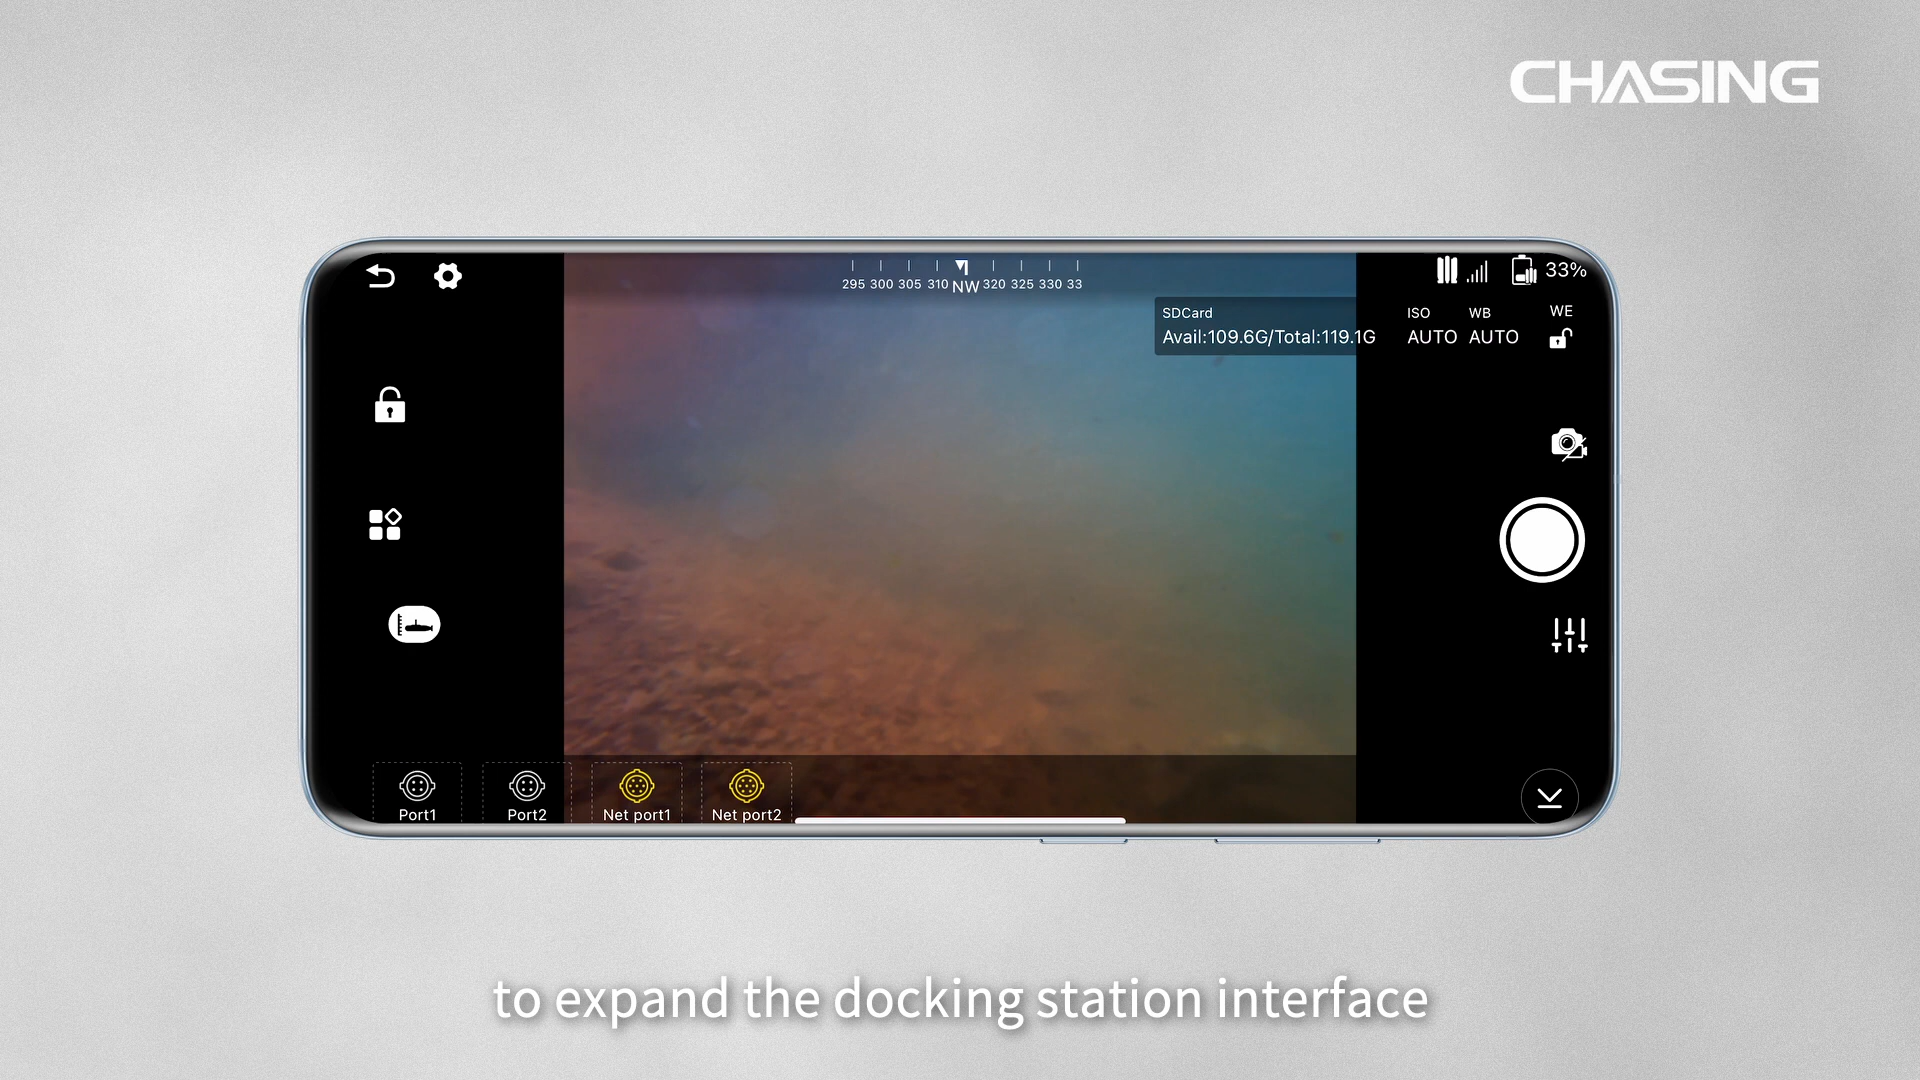 CHASING
295 300 305 310 NW 320 325 330 33
33%
SDCard
Avail:109.6G/Total:119.1G
ISO
AUTO
WB
AUTO
WE
Port1
Port2
Net port1
Net port2
to expand the docking station interface